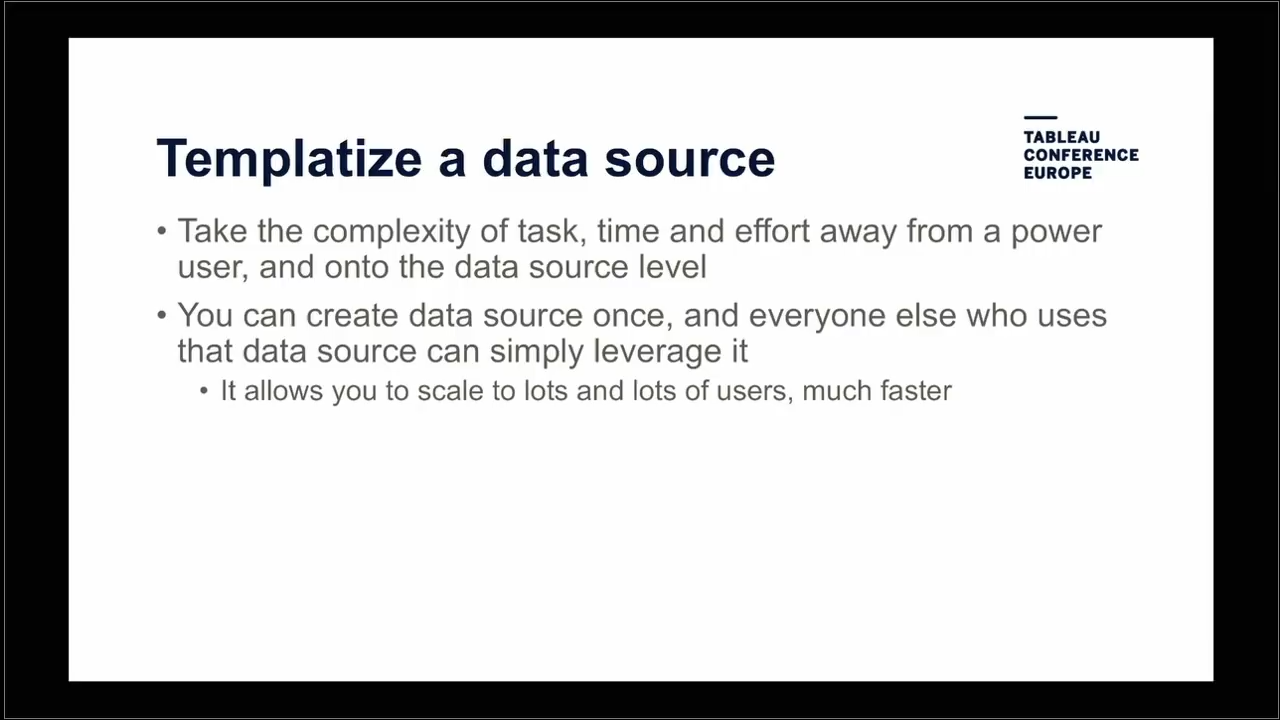 Templatize a data source
TABLEAU
CONFERENCE
EUROPE
• Take the complexity of task, time and effort away from a power
user, and onto the data source level
• You can create data source once, and everyone else who uses
that data source can simply leverage it
• It allows you to scale to lots and lots of users, much faster